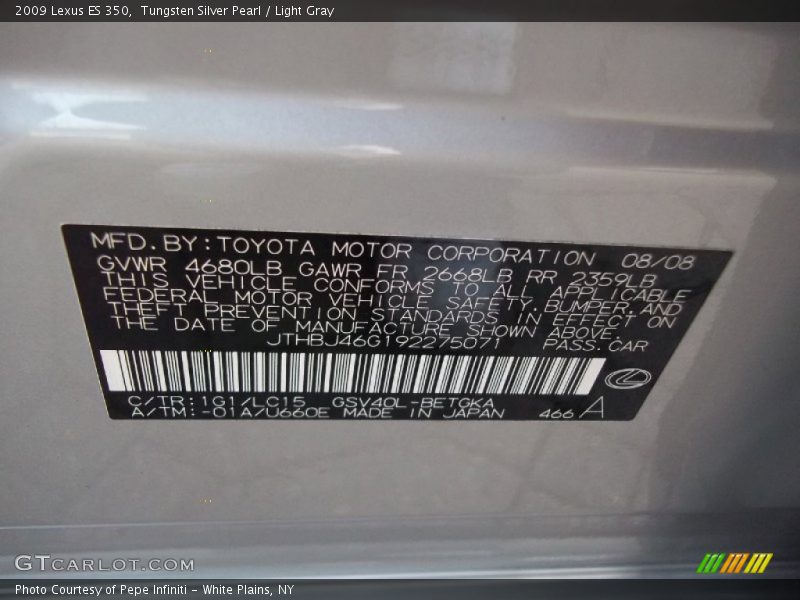 2009 Lexus ES 350,  Tungsten Silver Pearl / Light Gray
MFD.BY:TOYOTA MOTOR CORPORATION 08/08
GVWR 4680LB GAWR FR 2668LB RR 2359LB
THIS VEHICLE CONFORMS TO ALL APPLICABLE
FEDERAL MOTOR VEHICLE SAFETY,BUMPER,AND
THEFT PREVENTION STANDARDS IN EFFECT ON
THE DATE OF MANUFACTURE SHOWN ABOVE.
JTHBJ46G192275071 PASS.CAR
C/TR:1G1/LC15 GSV40L-BETGKA
A/TM:-01A/U660E MADE IN JAPAN 466 A
GTCARLOT.COM
Photo Courtesy of Pepe Infiniti - White Plains, NY